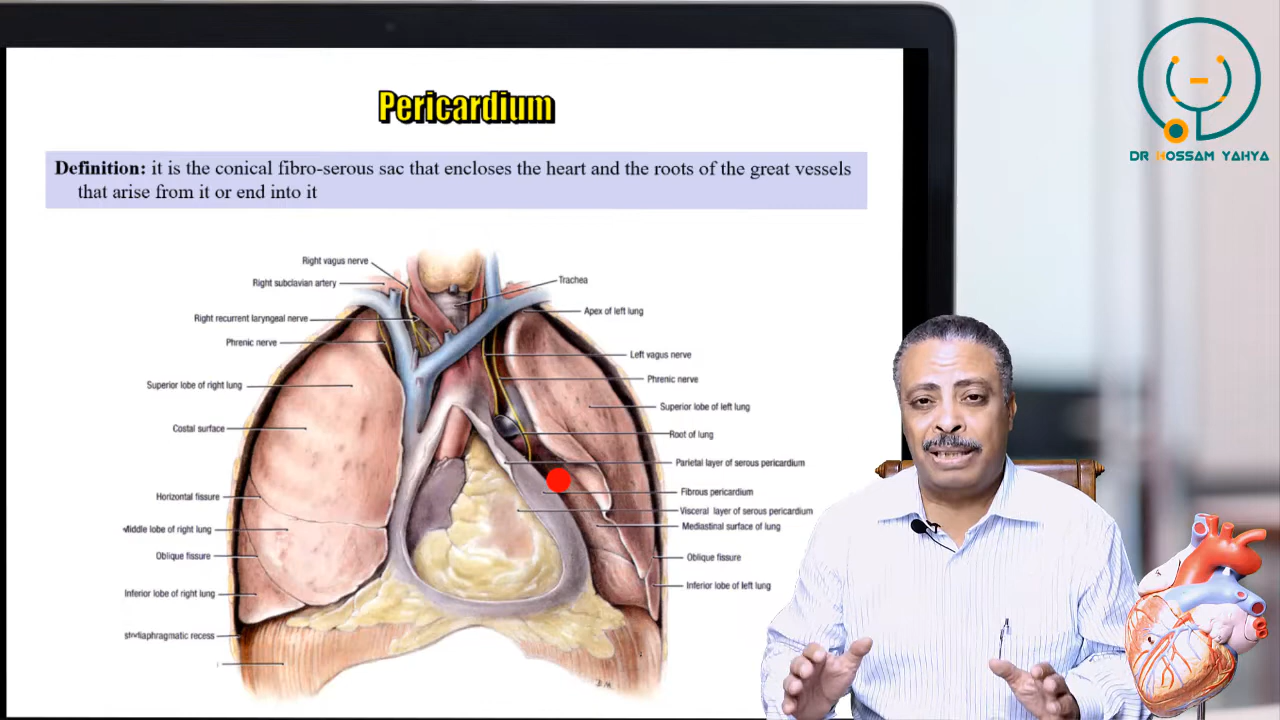 Pericardium
Definition: it is the conical fibro-serous sac that encloses the heart and the roots of the great vessels
that arise from it or end into it
DR HOSSAM YAHYA
Right vagus nerve
Right subclavian artery
Right recurrent laryngeal nerve
Phrenic nerve
Superior lobe of right lung
Costal surface
Horizontal fissure
Middle lobe of right lung
Oblique fissure
Inferior lobe of right lung
diaphragmatic recess
Trachea
Apex of left lung
Left vagus nerve
Phrenic nerve
Superior lobe of left lung
Root of lung
Parietal layer of serous pericardium
Fibrous pericardium
Visceral layer of serous pericardium
Mediastinal surface of lung
Oblique fissure
Inferior lobe of left lung